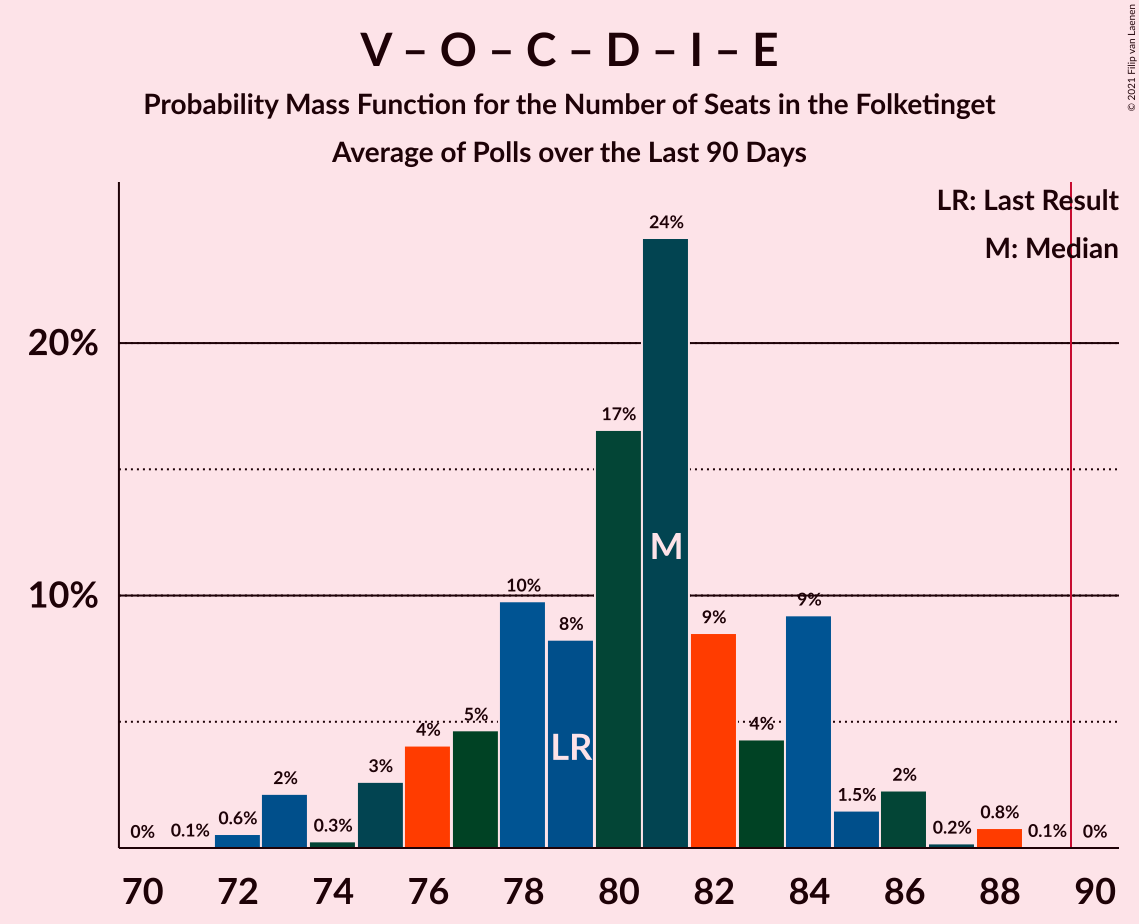 V – O – C – D – I – E
Probability Mass Function for the Number of Seats in the Folketinget
Average of Polls over the Last 90 Days
© 2021 Filip van Laenen
LR: Last Result
M: Median
20%
10%
0%
0.1%
0.6%
2%
0.3%
3%
4%
5%
10%
8%
17%
24%
9%
4%
9%
1.5%
2%
0.2%
0.8%
0.1%
0%
LR
M
70 72 74 76 78 80 82 84 86 88 90